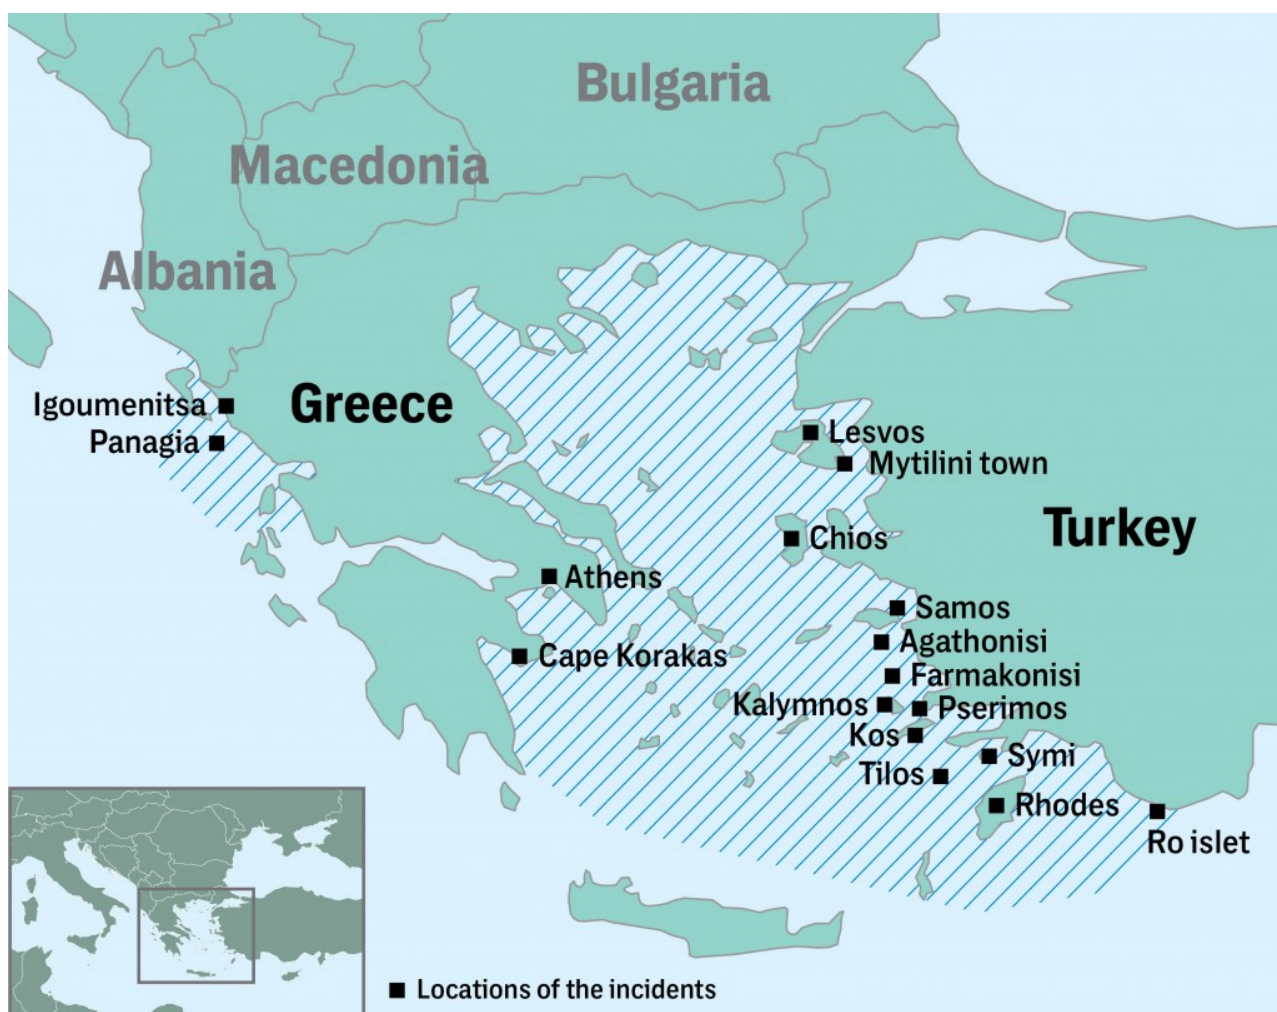 Bulgaria
Macedonia
Albania
Greece
Igoumenitsa
Panagia
Lesvos
Mytilini town
Turkey
Chios
Athens
Samos
Agathonisi
Cape Korakas
Farmakonisi
Kalymnos
Pserimos
Kos
Symi
Tilos
Rhodes
Ro islet
Locations of the incidents